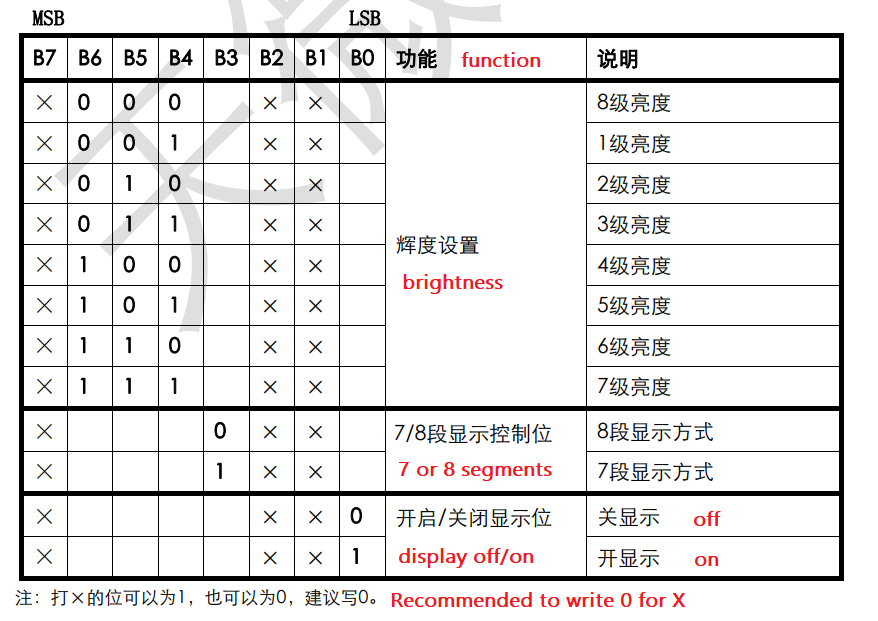 MSB LSB
B7 B6 B5 B4 B3 B2 B1 B0 功能 function 说明
× 0 0 0 × × 8级亮度
× 0 0 1 × × 1级亮度
× 0 1 0 × × 2级亮度
× 0 1 1 × × 3级亮度
辉度设置
× 1 0 0 × × 4级亮度
brightness
× 1 0 1 × × 5级亮度
× 1 1 0 × × 6级亮度
× 1 1 1 × × 7级亮度
× 0 × × 7/8段显示控制位 8段显示方式
× 1 × × 7 or 8 segments 7段显示方式
× × × 0 开启/关闭显示位 关显示 off
× × × 1 display off/on 开显示 on
注：打×的位可以为1，也可以为0，建议写0。 Recommended to write 0 for X
天微